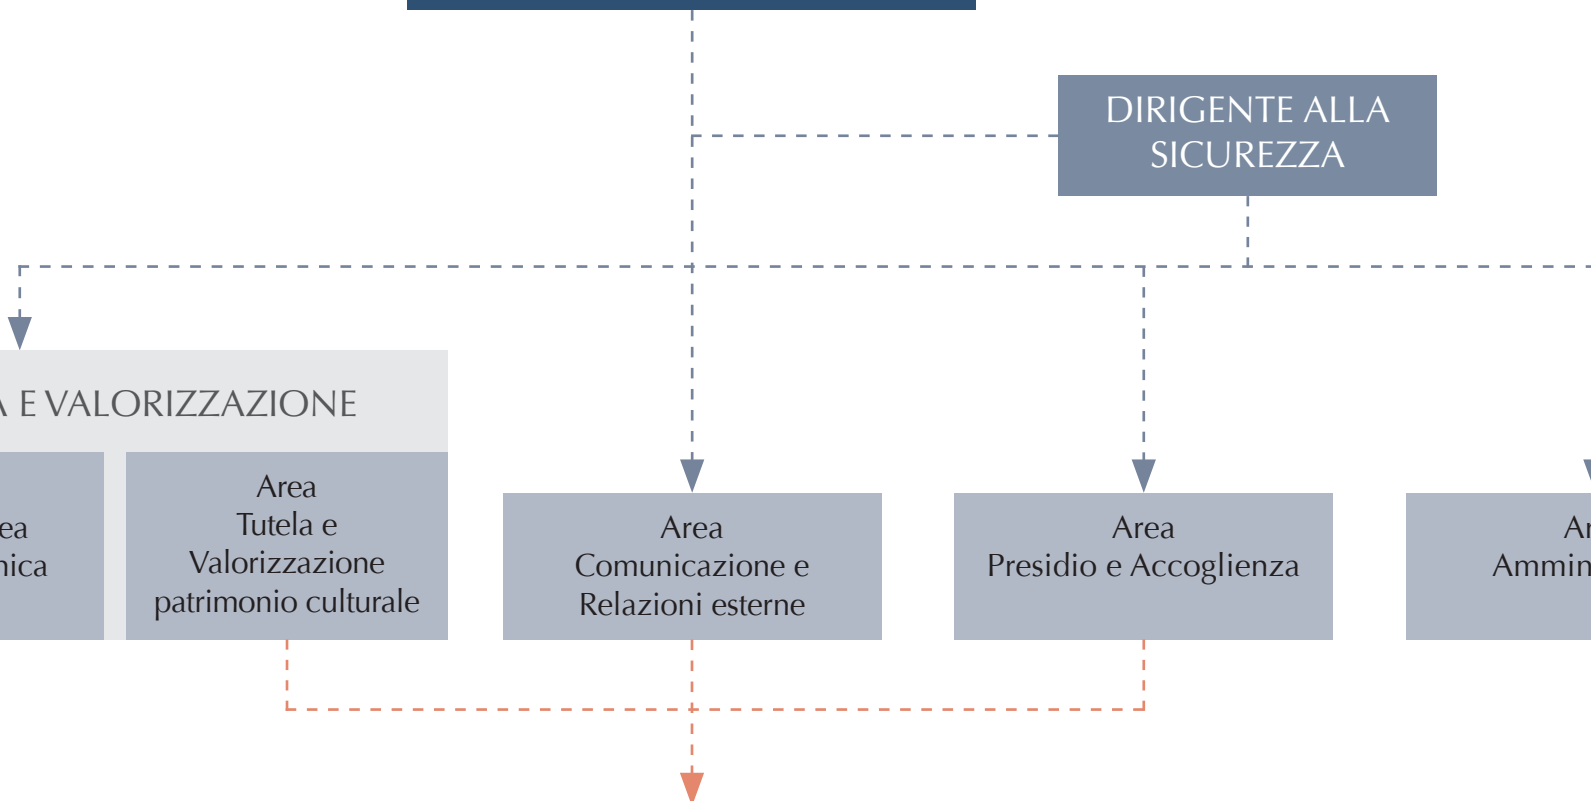 DIRIGENTE ALLA
SICUREZZA
E VALORIZZAZIONE
Area
Tutela e
Valorizzazione
patrimonio culturale
Area
Comunicazione e
Relazioni esterne
Area
Presidio e Accoglienza